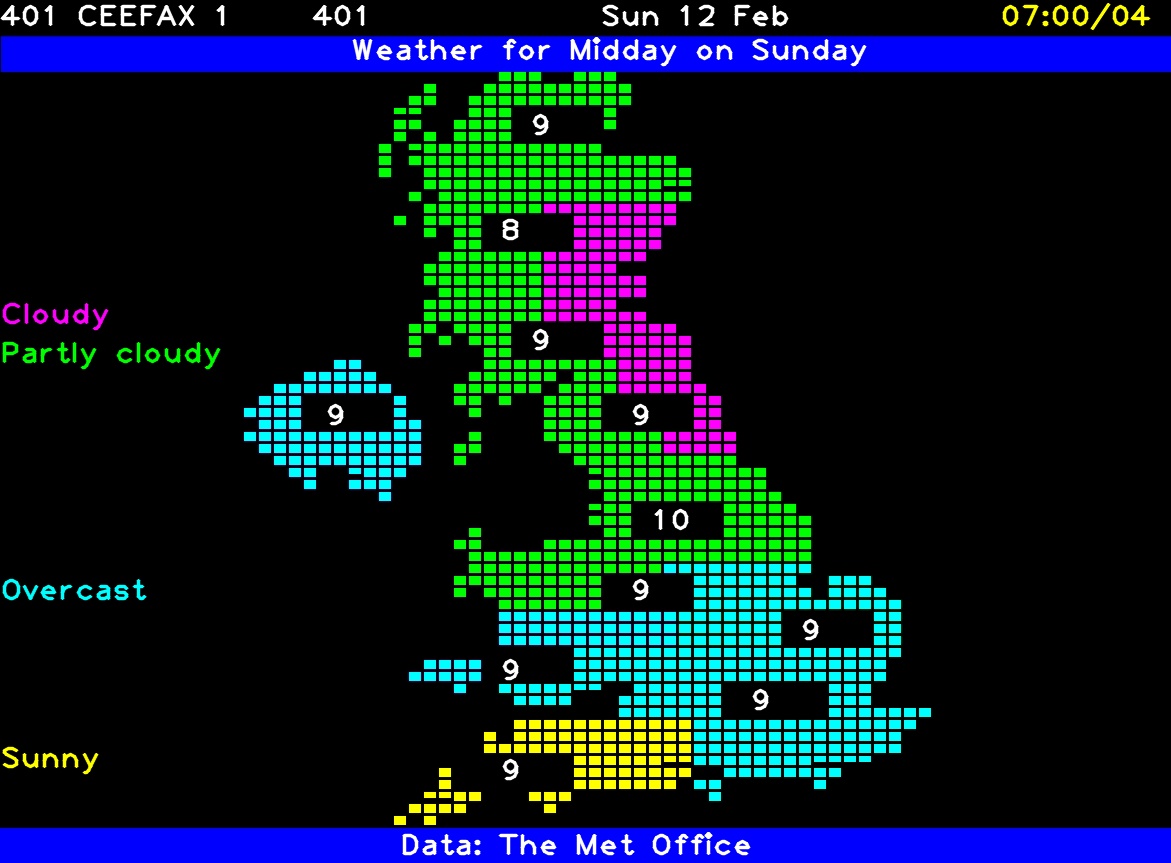 401 CEEFAX 1 401 Sun 12 Feb 07:00/04
Weather for Midday on Sunday
9
8
Cloudy
9
Partly cloudy
9 9
10
Overcast 9
9
9
9
Sunny
9
Data: The Met Office